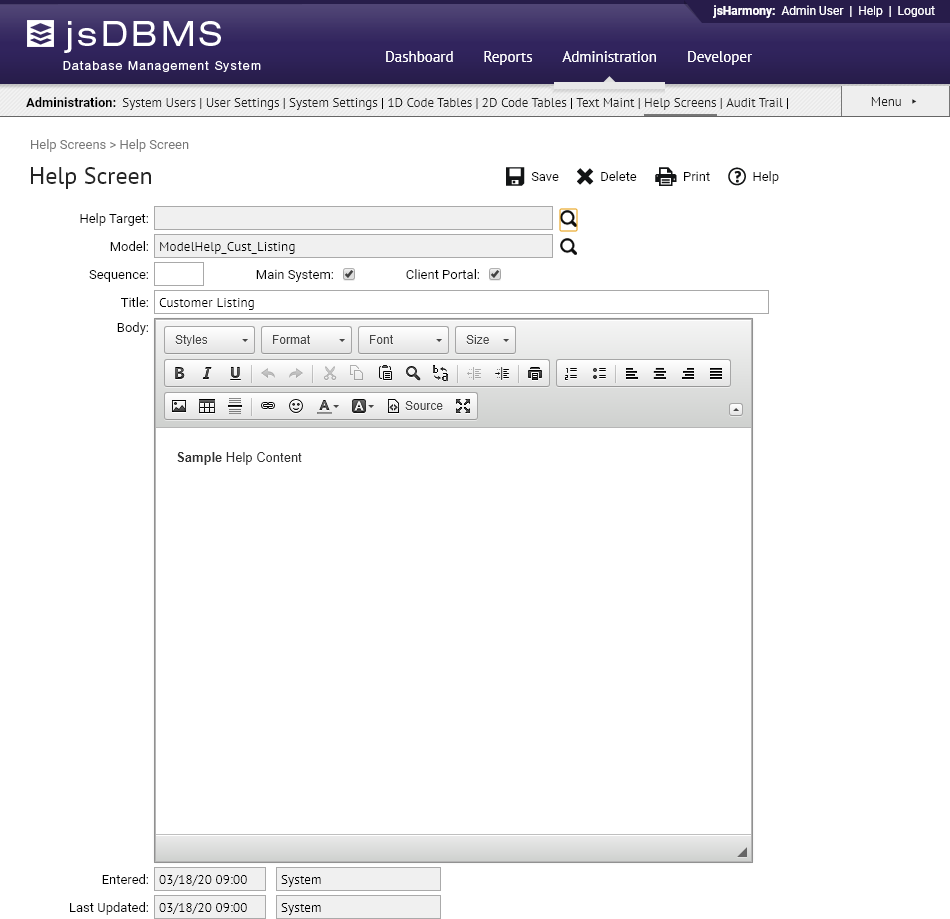 jsHarmony: Admin User | Help | Logout
jsDBMS
Database Management System
Dashboard Reports Administration Developer
Administration: System Users | User Settings | System Settings | 1D Code Tables | 2D Code Tables | Text Maint | Help Screens | Audit Trail |
Menu
Help Screens > Help Screen
Help Screen
Save Delete Print Help
Help Target:
Model: ModelHelp_Cust_Listing
Sequence: Main System: Client Portal:
Title: Customer Listing
Body:
Styles Format Font Size
B I U
A A Source
Sample Help Content
Entered: 03/18/20 09:00 System
Last Updated: 03/18/20 09:00 System